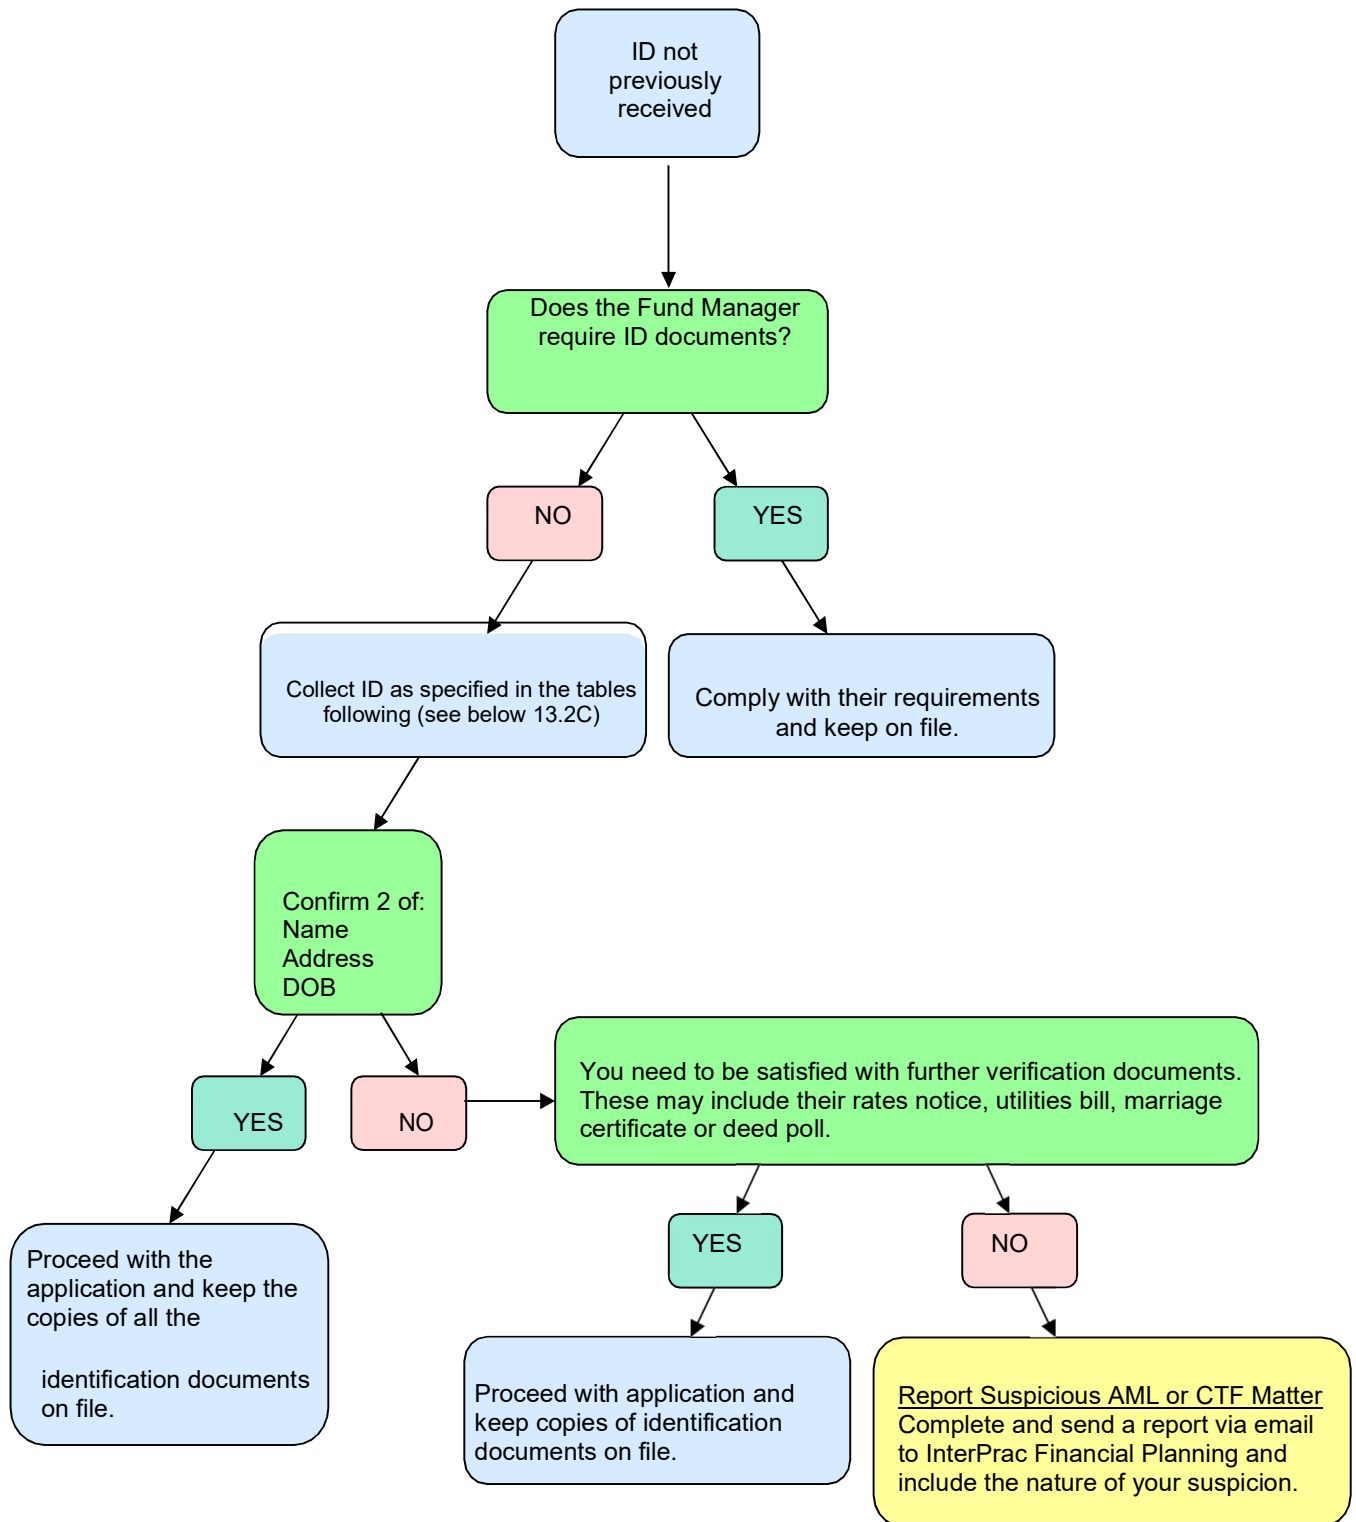 ID not
previously
received
Does the Fund Manager
require ID documents?
NO
YES
Collect ID as specified in the tables
following (see below 13.2C)
Comply with their requirements
and keep on file.
Confirm 2 of:
Name
Address
DOB
You need to be satisfied with further verification documents.
These may include their rates notice, utilities bill, marriage
certificate or deed poll.
YES
NO
YES
NO
Proceed with the
application and keep the
copies of all the
identification documents
on file.
Proceed with application and
keep copies of identification
documents on file.
Report Suspicious AML or CTF Matter
Complete and send a report via email
to InterPrac Financial Planning and
include the nature of your suspicion.